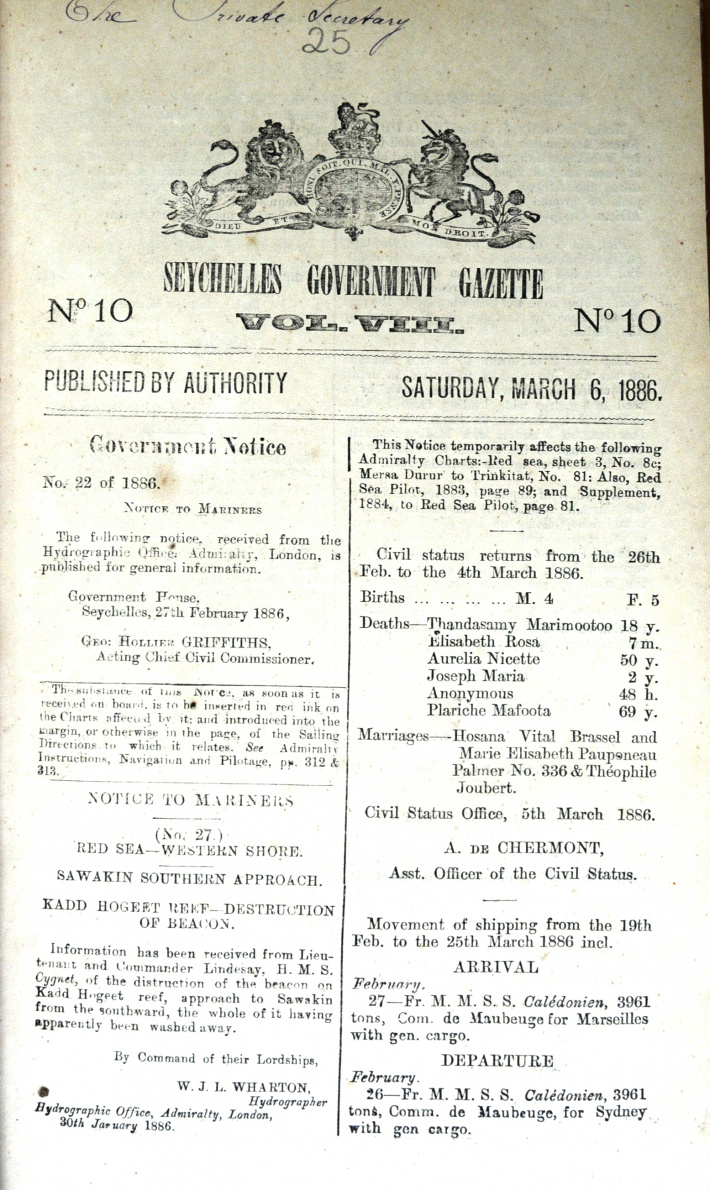 The Private Secretary
25
HONI SOIT QUI MAL Y PENSE
DIEU ET MON DROIT.
SEYCHELLES GOVERNMENT GAZETTE
No 10
VOL. VIII.
No 10
PUBLISHED BY AUTHORITY
SATURDAY, MARCH 6, 1886.
Government Notice
No. 22 of 1886.
NOTICE TO MARINERS
The following notice, received from the
Hydrographic Office, Admiralty, London, is
published for general information.
Government House,
Seychelles, 27th February 1886,
GEO: HOLLIER GRIFFITHS,
Acting Chief Civil Commissioner.
The substance of this Notice, as soon as it is
received on board, is to be inserted in red ink on
the Charts affected by it; and introduced into the
margin, or otherwise in the page, of the Sailing
Directions to which it relates. See Admiralty
Instructions, Navigation and Pilotage, pp. 312 &
313.
NOTICE TO MARINERS
(No. 27.)
RED SEA—WESTERN SHORE.
SAWAKIN SOUTHERN APPROACH.
KADD HOGEET REEF—DESTRUCTION
OF BEACON.
Information has been received from Lieu-
tenant and Commander Lindesay, H. M. S.
Cygnet, of the distruction of the beacon on
Kadd Hogeet reef, approach to Sawakin
from the southward, the whole of it having
apparently been washed away.
By Command of their Lordships,
W. J. L. WHARTON,
Hydrographer
Hydrographic Office, Admiralty, London,
30th January 1886.
This Notice temporarily affects the following
Admiralty Charts:-Red sea, sheet 3, No. 8c;
Mersa Durur to Trinkitat, No. 81: Also, Red
Sea Pilot, 1883, page 89; and Supplement,
1884, to Red Sea Pilot, page 81.
Civil status returns from the 26th
Feb. to the 4th March 1886.
Births ... ... ... ... M. 4 F. 5
Deaths—Thandasamy Marimootoo 18 y.
Elisabeth Rosa 7 m.
Aurelia Nicette 50 y.
Joseph Maria 2 y.
Anonymous 48 h.
Plariche Mafoota 69 y.
Marriages—Hosana Vital Brassel and
Marie Elisabeth Paupeneau
Palmer No. 336 & Théophile
Joubert.
Civil Status Office, 5th March 1886.
A. DE CHERMONT,
Asst. Officer of the Civil Status.
Movement of shipping from the 19th
Feb. to the 25th March 1886 incl.
ARRIVAL
February.
27—Fr. M. M. S. S. Calédonien, 3961
tons, Com. de Maubeuge for Marseilles
with gen. cargo.
DEPARTURE
February.
26—Fr. M. M. S. S. Calédonien, 3961
tons, Comm. de Maubeuge, for Sydney
with gen cargo.